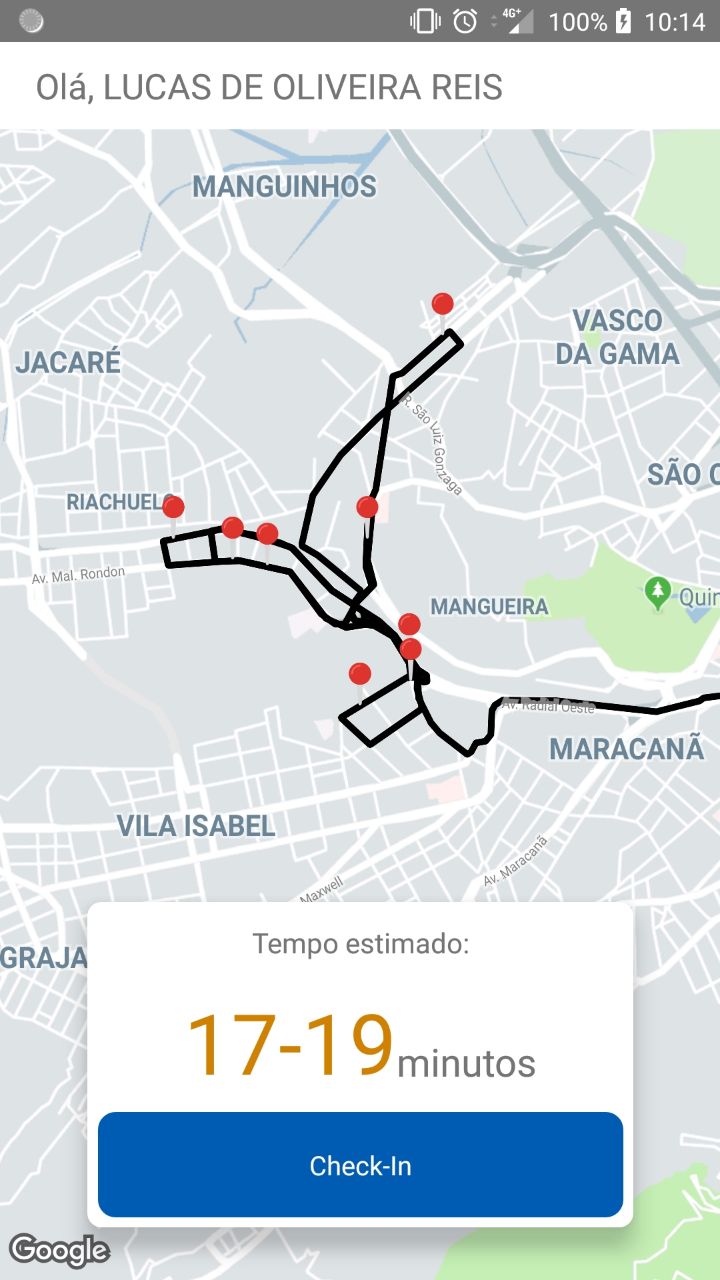 4G+ 100% 10:14
Olá, LUCAS DE OLIVEIRA REIS
MANGUINHOS
VASCO
DA GAMA
JACARÉ
R. São Luiz Gonzaga
SÃO
RIACHUELO
Av. Mal. Rondon
MANGUEIRA
Quin
Av. Radial Oeste
MARACANÃ
VILA ISABEL
Av. Maracanã
Maxwell
GRAJA
Tempo estimado:
17-19 minutos
Check-In
Google